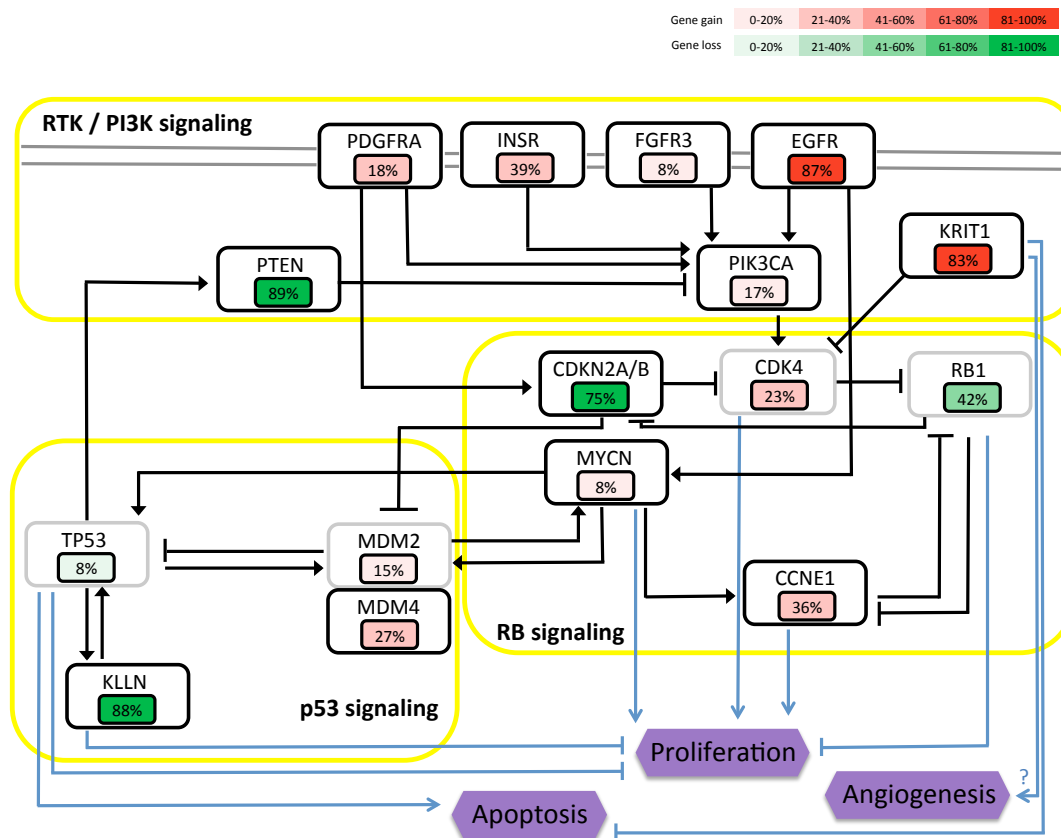 Gene gain 0-20% 21-40% 41-60% 61-80% 81-100%
Gene loss 0-20% 21-40% 41-60% 61-80% 81-100%
RTK / PI3K signaling
PDGFRA
18%
INSR
39%
FGFR3
8%
EGFR
87%
KRIT1
83%
PTEN
89%
PIK3CA
17%
CDKN2A/B
75%
CDK4
23%
RB1
42%
MYCN
8%
TP53
8%
MDM2
15%
MDM4
27%
CCNE1
36%
RB signaling
KLLN
88%
p53 signaling
Proliferation
?
Angiogenesis
Apoptosis